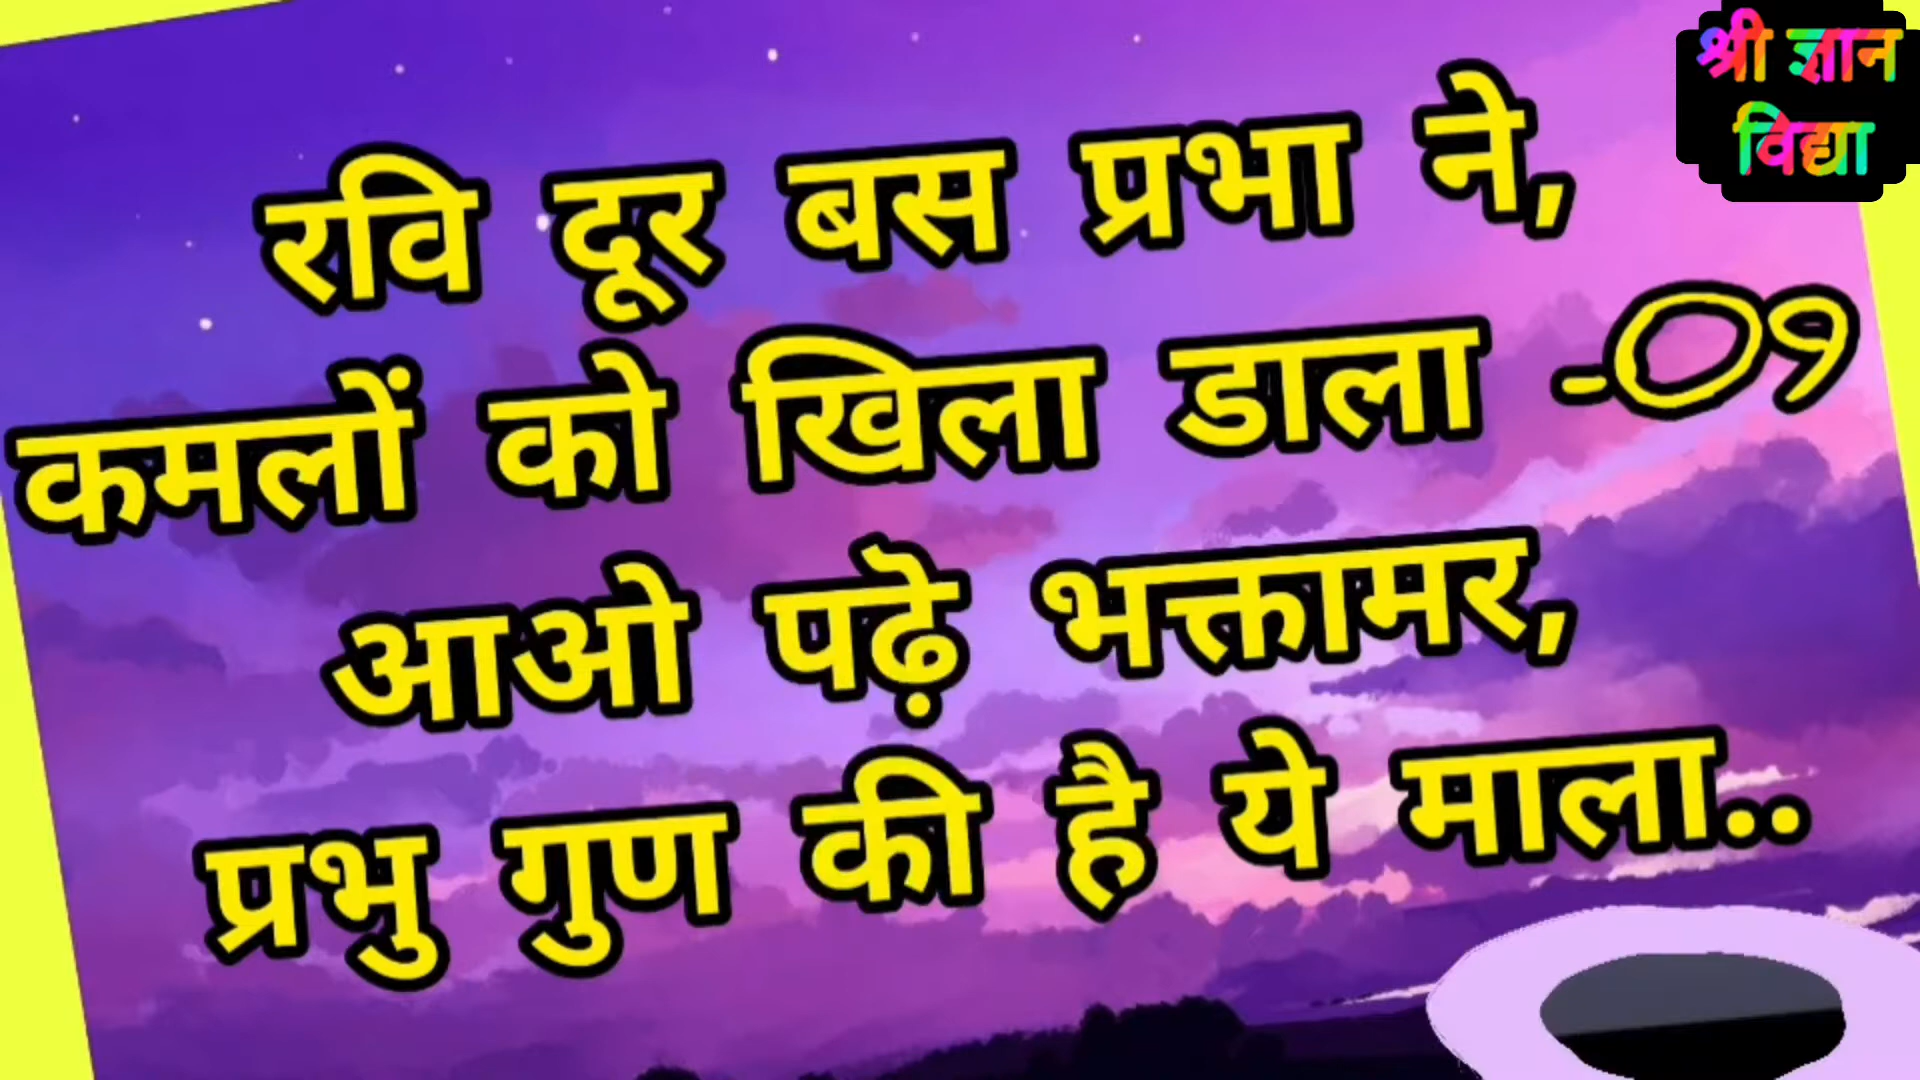 श्री ज्ञान
विद्या
रवि दूर बस प्रभा ने,
कमलों को खिला डाला -09
आओ पढ़े भक्तामर,
प्रभु गुण की है ये माला..